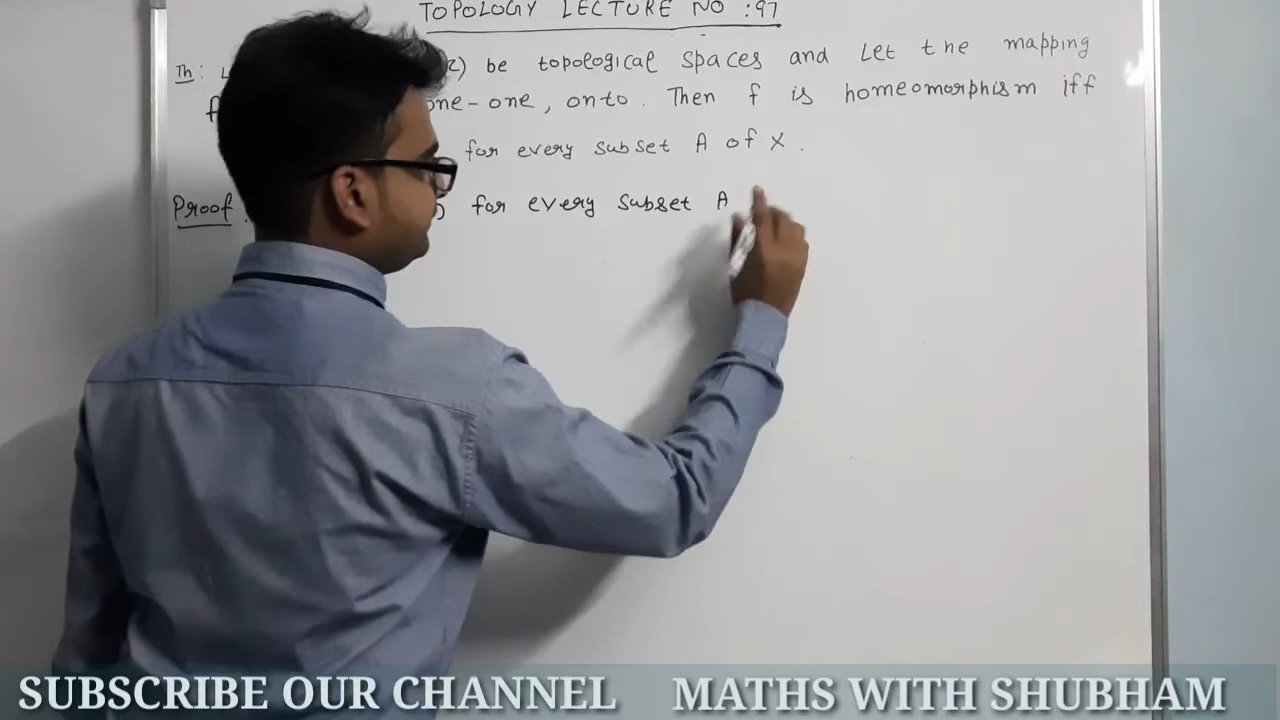 TOPOLOGY LECTURE NO :97
Th: be topological spaces and Let the mapping
f one-one, onto. Then f is homeomorphism iff
for every subset A of X.
Proof: for every subset A
SUBSCRIBE OUR CHANNEL MATHS WITH SHUBHAM